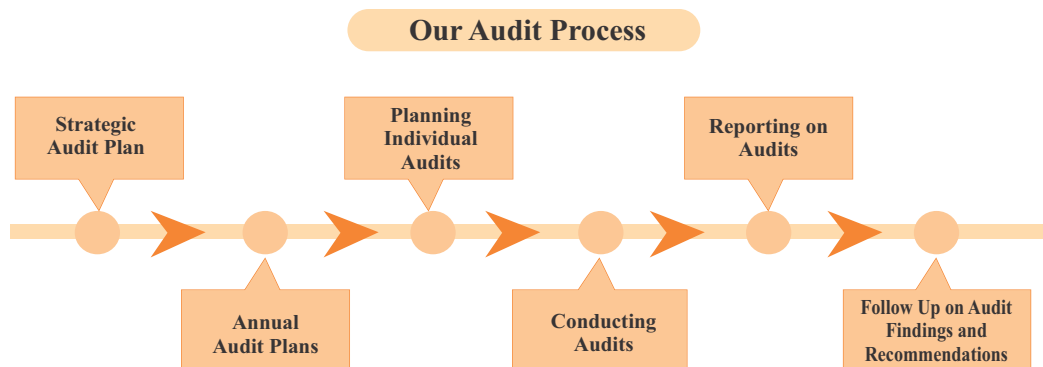 Our Audit Process
Strategic
Audit Plan
Annual
Audit Plans
Planning
Individual
Audits
Conducting
Audits
Reporting on
Audits
Follow Up on Audit
Findings and
Recommendations